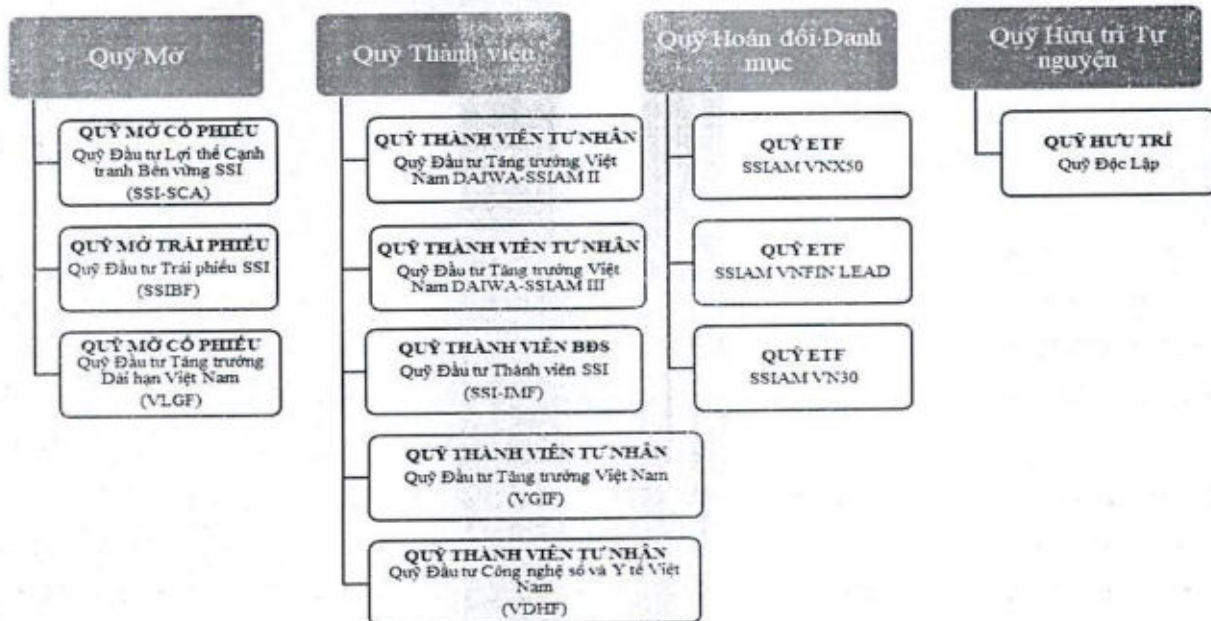 Quỹ Mở
QUỸ MỞ CỔ PHIẾU
Quỹ Đầu tư Lợi thế Cạnh
tranh Bền vững SSI
(SSI-SCA)
QUỸ MỞ TRÁI PHIẾU
Quỹ Đầu tư Trái phiếu SSI
(SSIBF)
QUỸ MỞ CỔ PHIẾU
Quỹ Đầu tư Tăng trưởng
Dài hạn Việt Nam
(VLGF)
Quỹ Thành viên
QUỸ THÀNH VIÊN TƯ NHÂN
Quỹ Đầu tư Tăng trưởng Việt
Nam DAIWA-SSIAM II
QUỸ THÀNH VIÊN TƯ NHÂN
Quỹ Đầu tư Tăng trưởng Việt
Nam DAIWA-SSIAM III
QUỸ THÀNH VIÊN BĐS
Quỹ Đầu tư Thành viên SSI
(SSI-IMF)
QUỸ THÀNH VIÊN TƯ NHÂN
Quỹ Đầu tư Tăng trưởng Việt Nam
(VGIF)
QUỸ THÀNH VIÊN TƯ NHÂN
Quỹ Đầu tư Công nghệ số và Y tế Việt
Nam
(VDHF)
Quỹ Hoán đổi Danh
mục
QUỸ ETF
SSIAM VNX50
QUỸ ETF
SSIAM VNFIN LEAD
QUỸ ETF
SSIAM VN30
Quỹ Hưu trí Tự
nguyện
QUỸ HƯU TRÍ
Quỹ Độc Lập